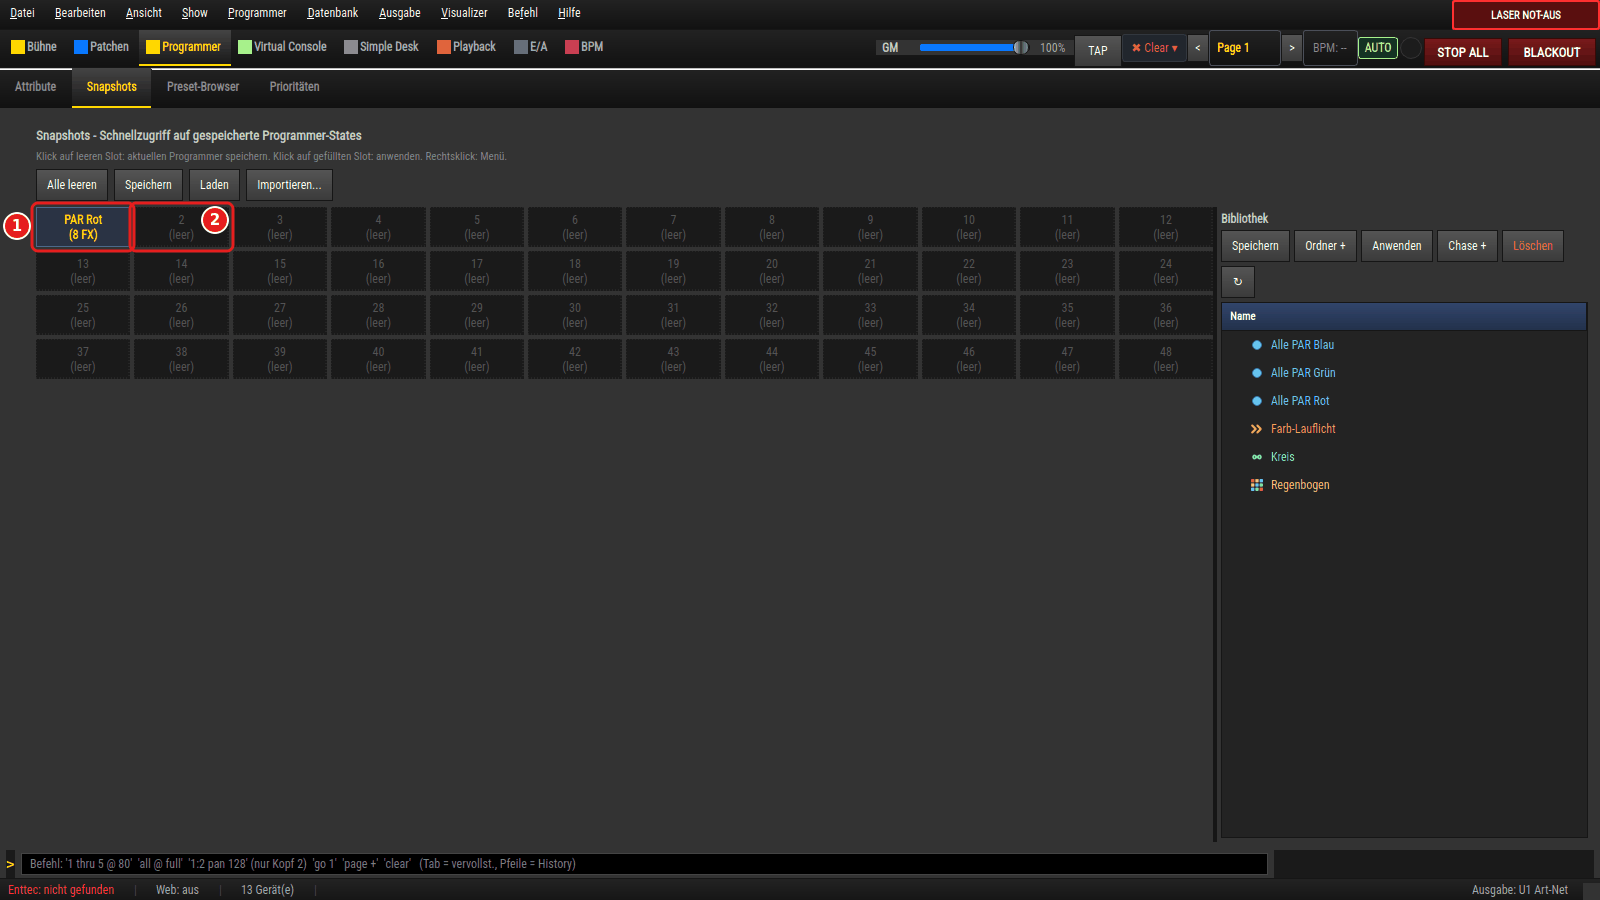 Datei Bearbeiten Ansicht Show Programmer Datenbank Ausgabe Visualizer Befehl Hilfe
LASER NOT-AUS
Bühne Patchen Programmer Virtual Console Simple Desk Playback E/A BPM
GM 100% TAP ✖ Clear ▾ < Page 1 > BPM: -- AUTO STOP ALL BLACKOUT
Attribute Snapshots Preset-Browser Prioritäten
Snapshots - Schnellzugriff auf gespeicherte Programmer-States
Klick auf leeren Slot: aktuellen Programmer speichern. Klick auf gefüllten Slot: anwenden. Rechtsklick: Menü.
Alle leeren Speichern Laden Importieren...
1 PAR Rot 2 2 3 4 5 6 7 8 9 10 11 12
(8 FX) (leer) (leer) (leer) (leer) (leer) (leer) (leer) (leer) (leer) (leer) (leer)
13 14 15 16 17 18 19 20 21 22 23 24
(leer) (leer) (leer) (leer) (leer) (leer) (leer) (leer) (leer) (leer) (leer) (leer)
25 26 27 28 29 30 31 32 33 34 35 36
(leer) (leer) (leer) (leer) (leer) (leer) (leer) (leer) (leer) (leer) (leer) (leer)
37 38 39 40 41 42 43 44 45 46 47 48
(leer) (leer) (leer) (leer) (leer) (leer) (leer) (leer) (leer) (leer) (leer) (leer)
Bibliothek
Speichern Ordner + Anwenden Chase + Löschen
↻
Name
Alle PAR Blau
Alle PAR Grün
Alle PAR Rot
Farb-Lauflicht
Kreis
Regenbogen
> Befehl: '1 thru 5 @ 80' 'all @ full' '1:2 pan 128' (nur Kopf 2) 'go 1' 'page +' 'clear' (Tab = vervollst., Pfeile = History)
Enttec: nicht gefunden Web: aus 13 Gerät(e) Ausgabe: U1 Art-Net